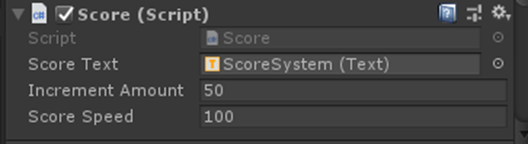 Score (Script)
Script Score
Score Text ScoreSystem (Text)
Increment Amount 50
Score Speed 100